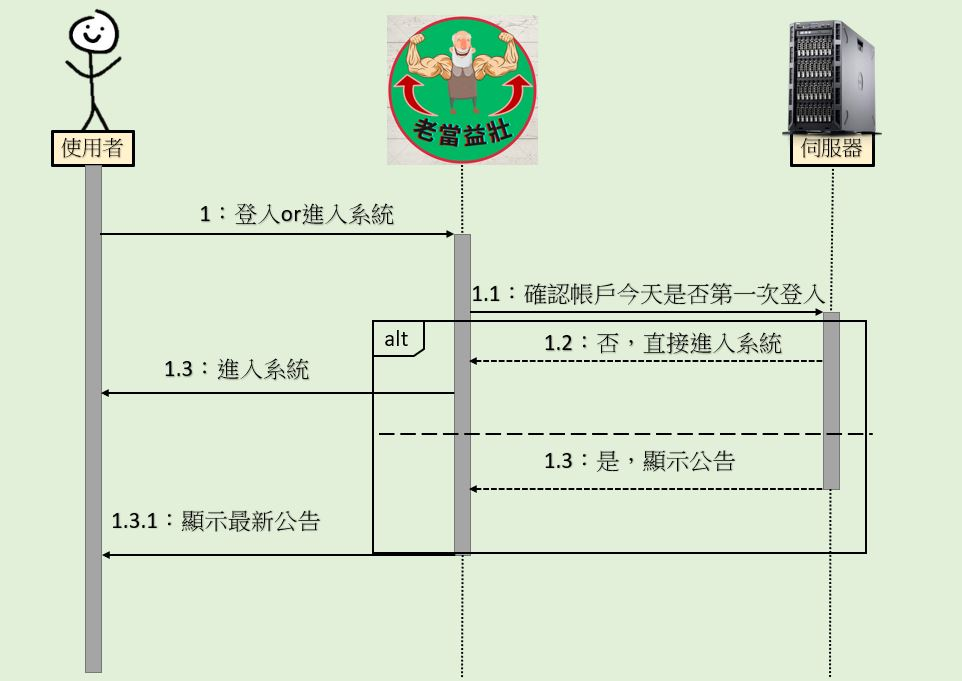 老當益壯
使用者
伺服器
1：登入or進入系統
1.1：確認帳戶今天是否第一次登入
alt
1.2：否，直接進入系統
1.3：進入系統
1.3：是，顯示公告
1.3.1：顯示最新公告